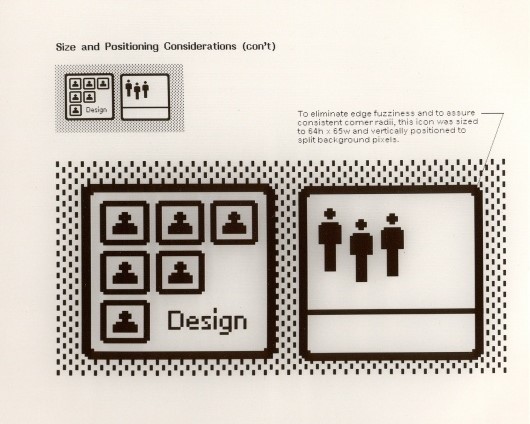 Size and Positioning Considerations (con't)
Design
To eliminate edge fuzziness and to assure
consistent corner radii, this icon was sized
to 64h x 65w and vertically positioned to
split background pixels.
Design